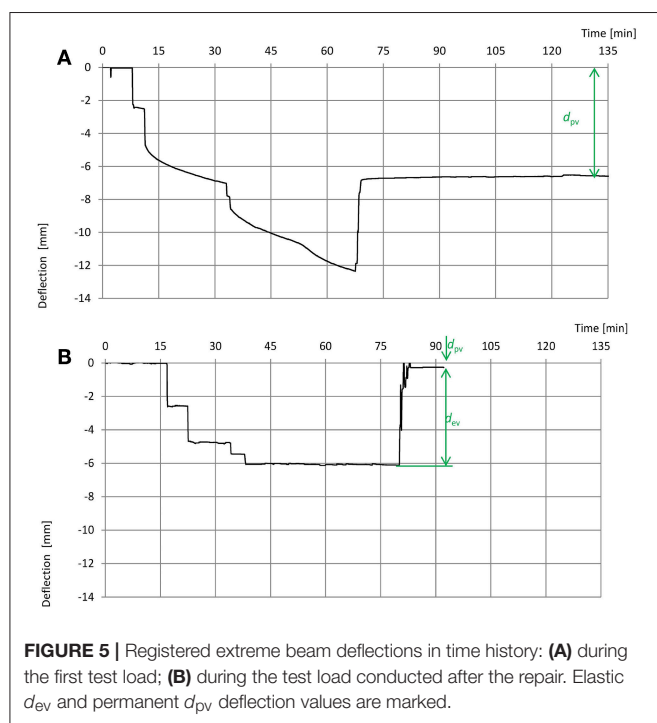 Time [min]
A
0 15 30 45 60 75 90 105 120 135
0
-2
-4
-6
-8
-10
-12
-14
Deflection [mm]
dpv
Time [min]
B
0 15 30 45 60 75 90 105 120 135
0
-2
-4
-6
-8
-10
-12
-14
Deflection [mm]
dpv
dev
FIGURE 5 | Registered extreme beam deflections in time history: (A) during
the first test load; (B) during the test load conducted after the repair. Elastic
dev and permanent dpv deflection values are marked.